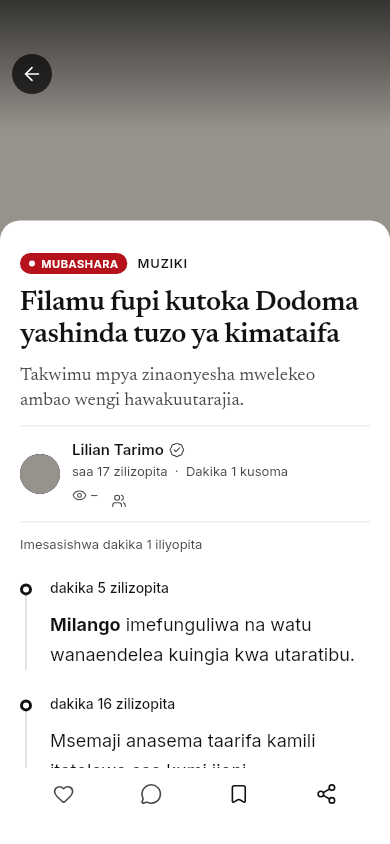 MUBASHARA MUZIKI
Filamu fupi kutoka Dodoma
yashinda tuzo ya kimataifa
Takwimu mpya zinaonyesha mwelekeo
ambao wengi hawakuutarajia.
Lilian Tarimo
saa 17 zilizopita · Dakika 1 kusoma
–
Imesasishwa dakika 1 iliyopita
dakika 5 zilizopita
Milango imefunguliwa na watu
wanaendelea kuingia kwa utaratibu.
dakika 16 zilizopita
Msemaji anasema taarifa kamili